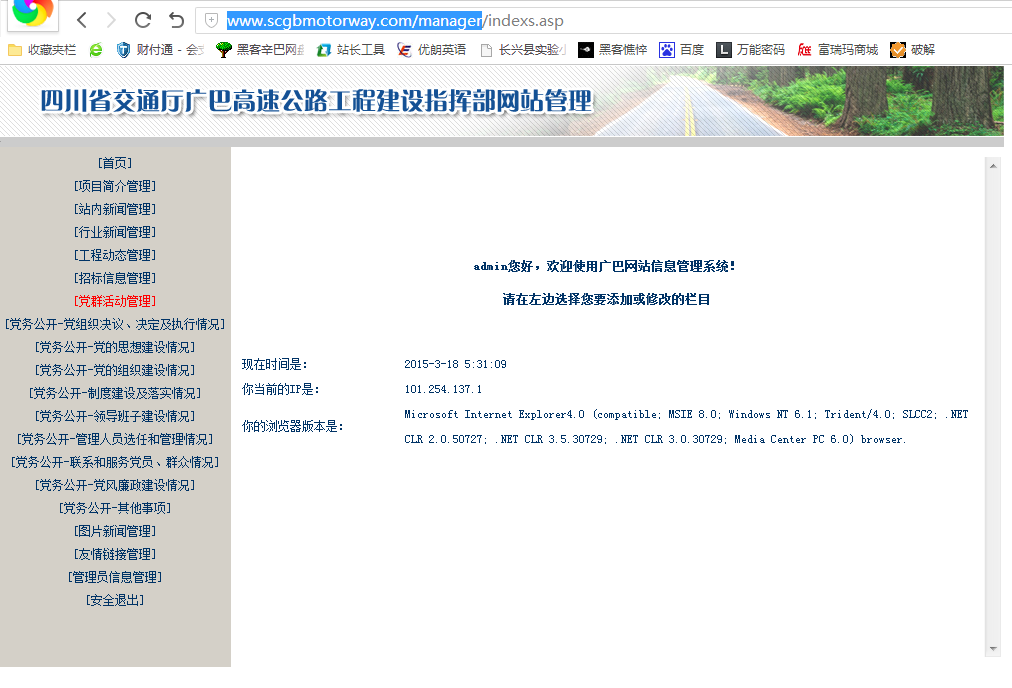 www.scgbmotorway.com/manager/indexs.asp
收藏夹栏 财付通 - 会 黑客辛巴网 站长工具 优朗英语 长兴县实验 黑客憔悴 百度 L 万能密码 富瑞玛商城 破解
四川省交通厅广巴高速公路工程建设指挥部网站管理
[首页]
[项目简介管理]
[站内新闻管理]
[行业新闻管理]
[工程动态管理]
[招标信息管理]
[党群活动管理]
[党务公开-党组织决议、决定及执行情况]
[党务公开-党的思想建设情况]
[党务公开-党的组织建设情况]
[党务公开-制度建设及落实情况]
[党务公开-领导班子建设情况]
[党务公开-管理人员选任和管理情况]
[党务公开-联系和服务党员、群众情况]
[党务公开-党风廉政建设情况]
[党务公开-其他事项]
[图片新闻管理]
[友情链接管理]
[管理员信息管理]
[安全退出]
admin您好，欢迎使用广巴网站信息管理系统！
请在左边选择您要添加或修改的栏目
现在时间是： 2015-3-18 5:31:09
你当前的IP是： 101.254.137.1
你的浏览器版本是： Microsoft Internet Explorer4.0 (compatible; MSIE 8.0; Windows NT 6.1; Trident/4.0; SLCC2; .NET
CLR 2.0.50727; .NET CLR 3.5.30729; .NET CLR 3.0.30729; Media Center PC 6.0) browser.